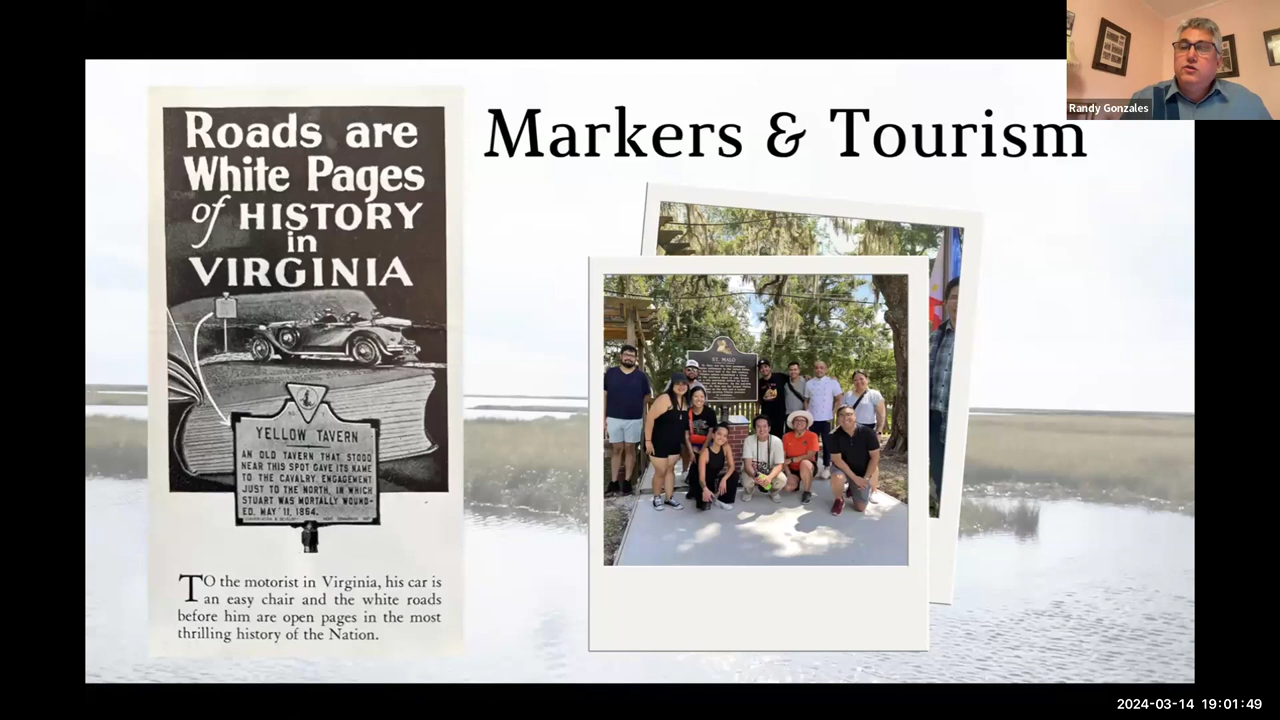 Randy Gonzales
Markers & Tourism
Roads are
White Pages
of HISTORY
in
VIRGINIA
YELLOW TAVERN
AN OLD TAVERN THAT STOOD
NEAR THIS SPOT GAVE ITS NAME
TO THE CAVALRY ENGAGEMENT
JUST TO THE NORTH, IN WHICH
STUART WAS MORTALLY WOUND-
ED, MAY 11, 1864.
TO the motorist in Virginia, his car is
an easy chair and the white roads
before him are open pages in the most
thrilling history of the Nation.
ST. MALO
2024-03-14 19:01:49